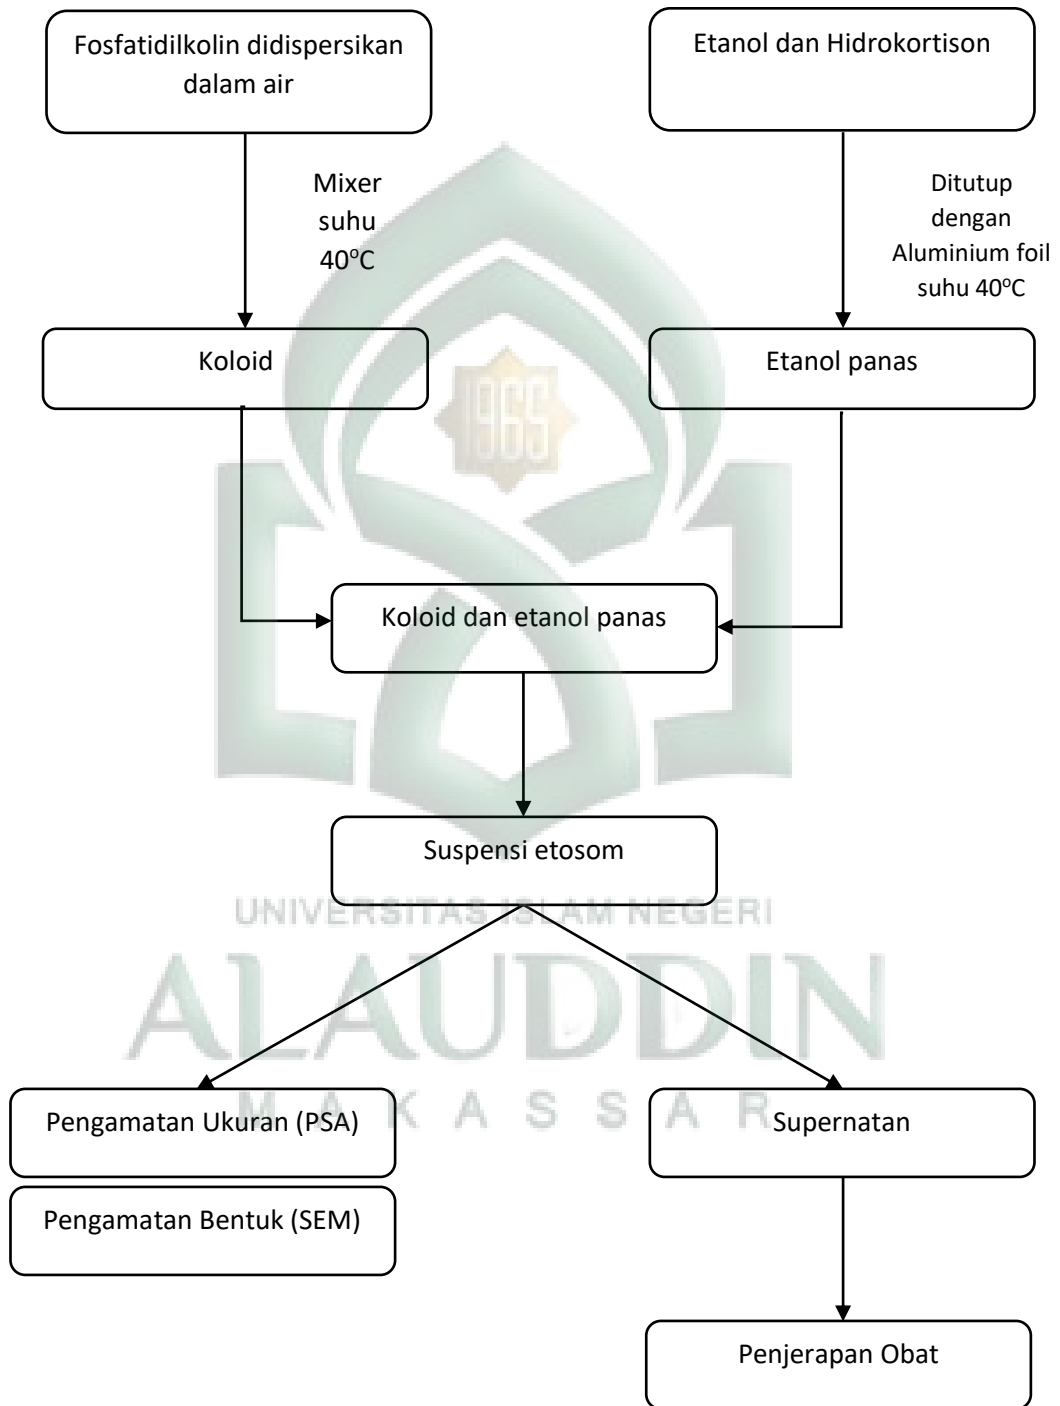 Fosfatidilkolin didispersikan
dalam air
Etanol dan Hidrokortison
Mixer
suhu
40°C
Ditutup
dengan
Aluminium foil
suhu 40°C
Koloid
Etanol panas
1965
Koloid dan etanol panas
Suspensi etosom
UNIVERSITAS ISLAM NEGERI
ALAUDDIN
MAKASSAR
Pengamatan Ukuran (PSA)
Supernatan
Pengamatan Bentuk (SEM)
Penjerapan Obat